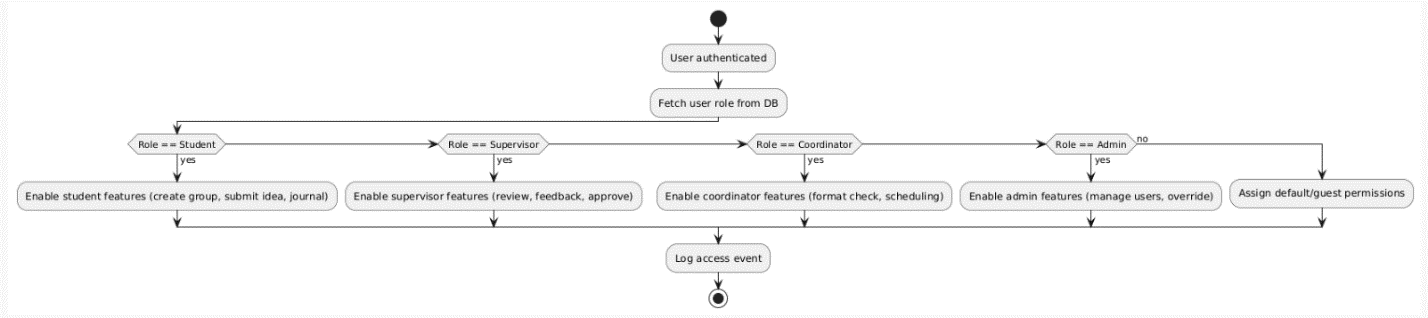 User authenticated
Fetch user role from DB
Role == Student
Role == Supervisor
Role == Coordinator
Role == Admin
no
yes
yes
yes
yes
Enable student features (create group, submit idea, journal)
Enable supervisor features (review, feedback, approve)
Enable coordinator features (format check, scheduling)
Enable admin features (manage users, override)
Assign default/guest permissions
Log access event